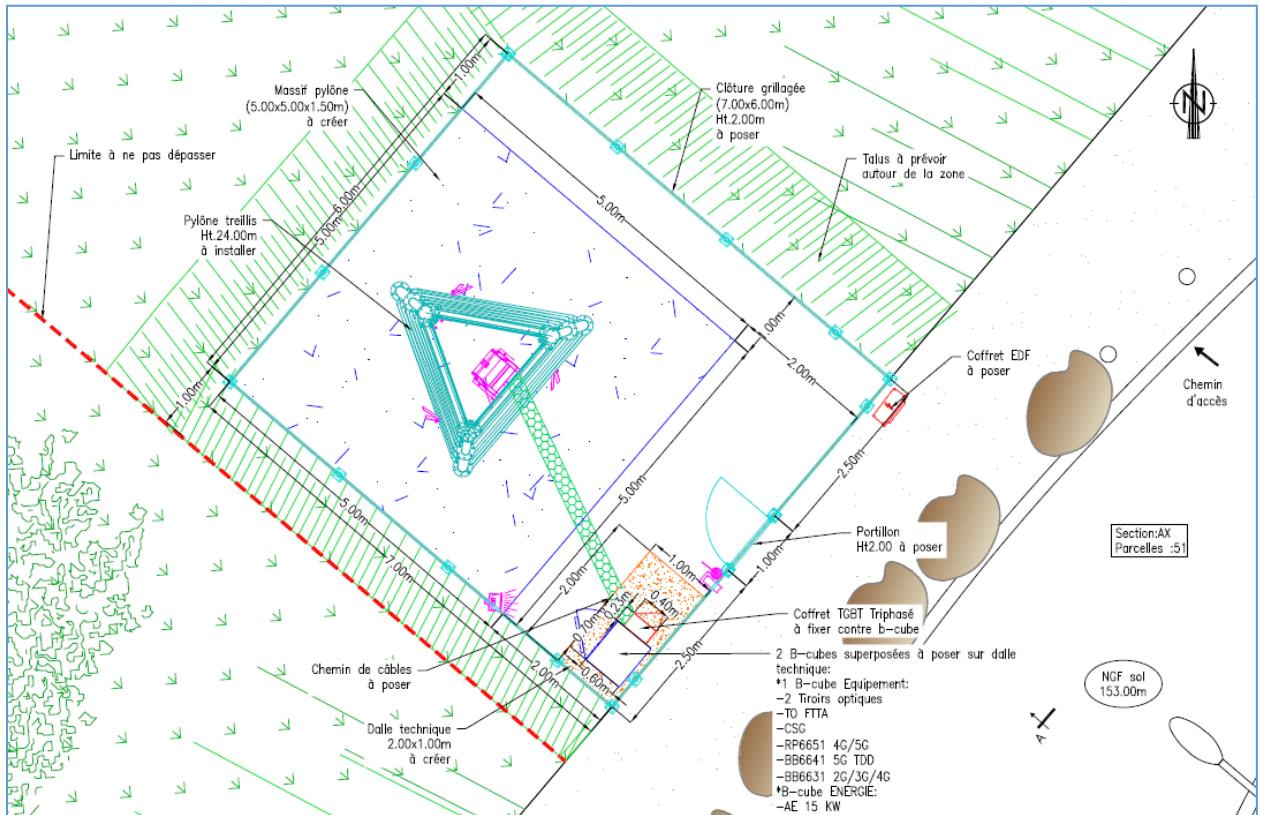 Massif pylône
(5.00x5.00x1.50m)
à créer
Clôture grillagée
(7.00x6.00m)
Ht.2.00m
à poser
N
Limite à ne pas dépasser
Talus à prévoir
autour de la zone
Pylône treillis
Ht.24.00m
à installer
1.00m
6.00m
5.00m
5.00m
1.00m
.00m
2.00m
Coffret EDF
à poser
Chemin
d'accès
5.00m
7.00m
5.00m
2.50m
Portillon
Ht2.00 à poser
Section:AX
Parcelles :51
1.00m
2.00m
1.00m
0.40m
0.23m
0.70m
0.60m
2.50m
2.00m
Coffret TGBT Triphasé
à fixer contre b-cube
Chemin de câbles
à poser
Dalle technique
2.00x1.00m
à créer
2 B-cubes superposées à poser sur dalle
technique:
*1 B-cube Equipement:
-2 Tiroirs optiques
-TO FTTA
-CSG
-RP6651 4G/5G
-BB6641 5G TDD
-BB6631 2G/3G/4G
*B-cube ENERGIE:
-AE 15 KW
NGF sol
153.00m
A